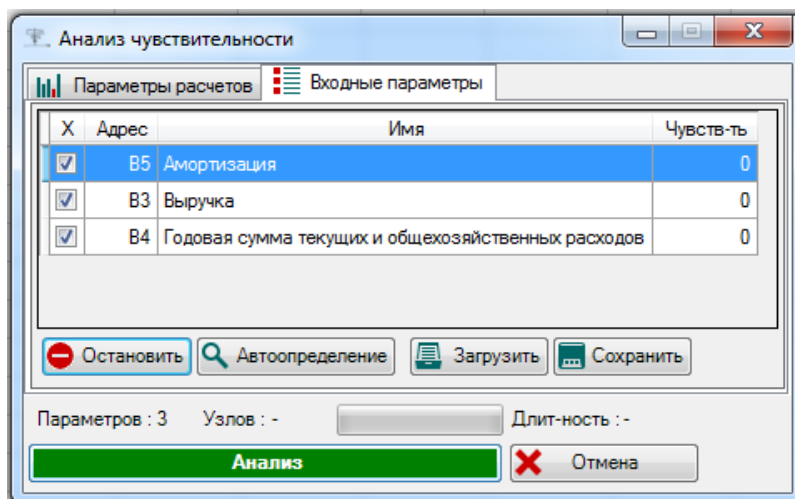 Анализ чувствительности
Параметры расчетов Входные параметры
X Адрес Имя Чувств-ть
B5 Амортизация 0
B3 Выручка 0
B4 Годовая сумма текущих и общехозяйственных расходов 0
Остановить Автоопределение Загрузить Сохранить
Параметров : 3 Узлов : - Длит-ность : -
Анализ Отмена